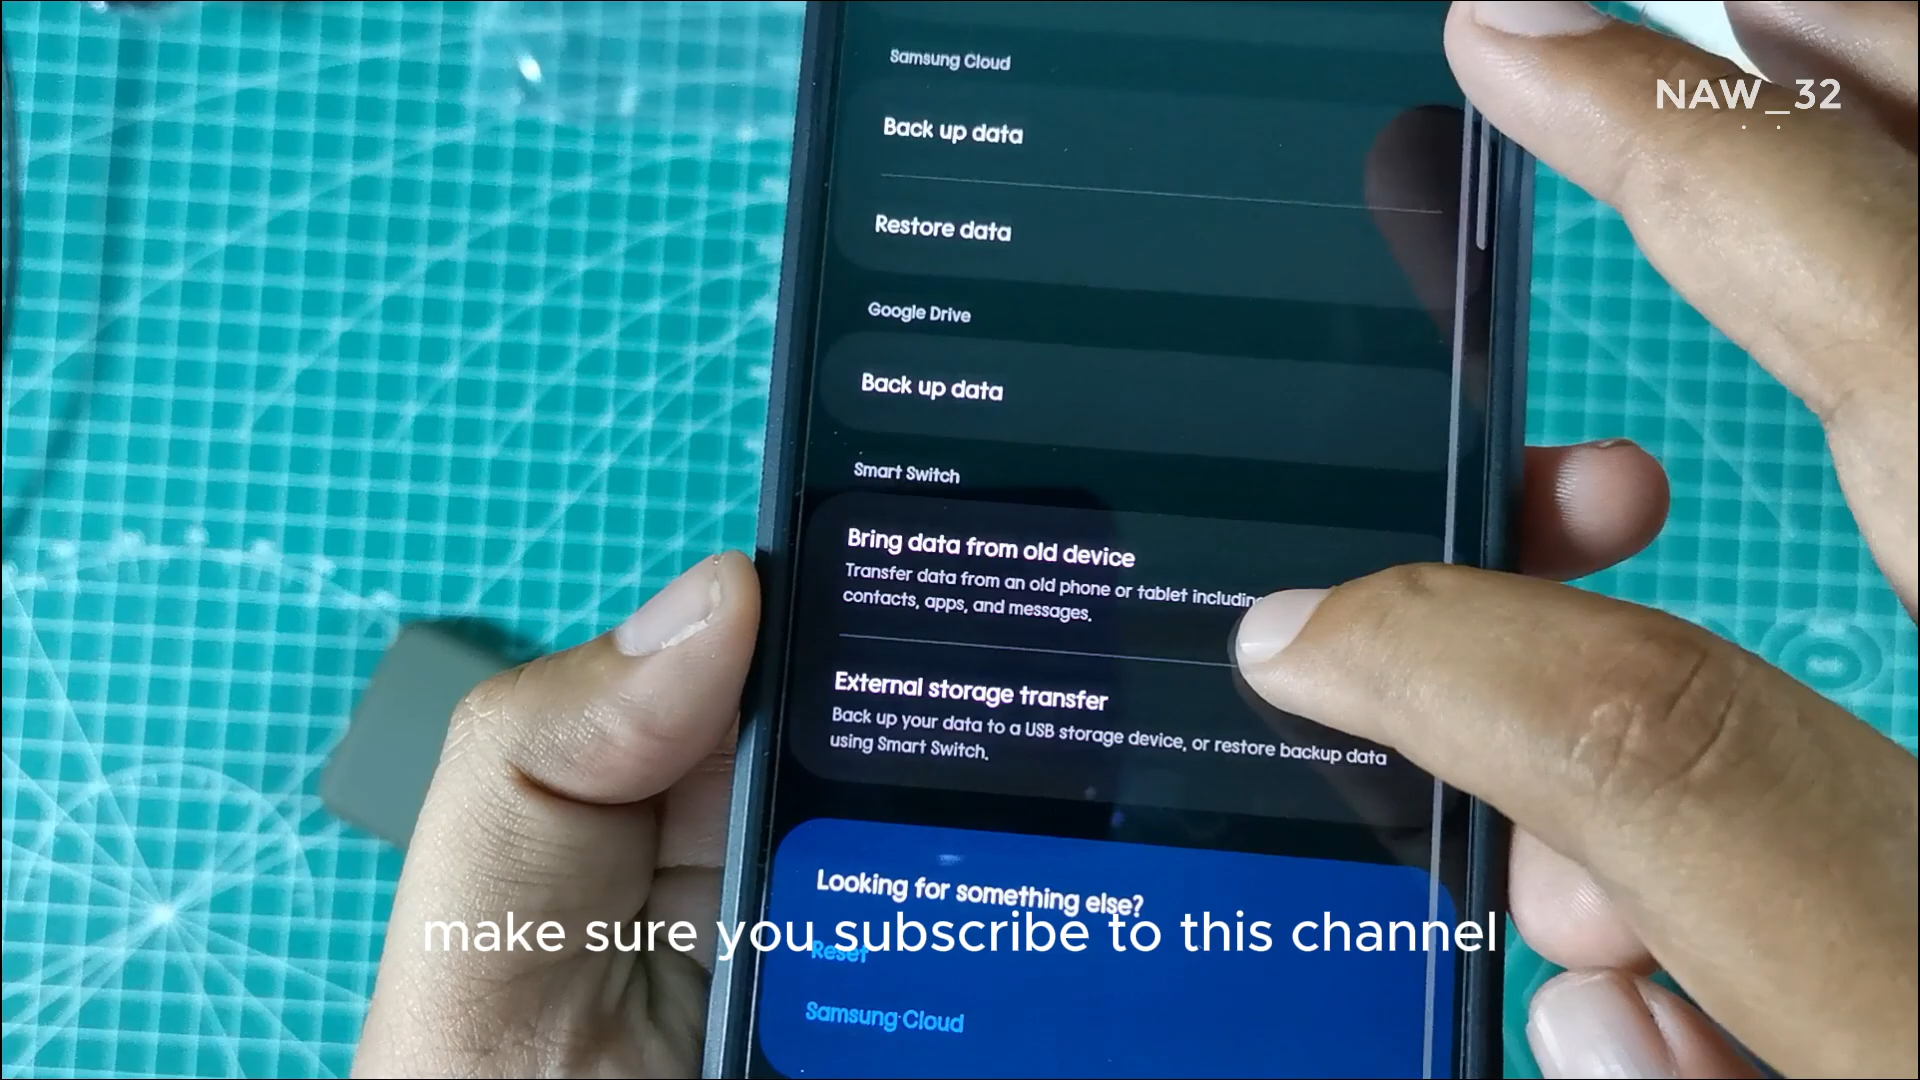 NAW_32
Samsung Cloud
Back up data
Restore data
Google Drive
Back up data
Smart Switch
Bring data from old device
Transfer data from an old phone or tablet including
contacts, apps, and messages.
External storage transfer
Back up your data to a USB storage device, or restore backup data
using Smart Switch.
Looking for something else?
make sure you subscribe to this channel
Reset
Samsung Cloud